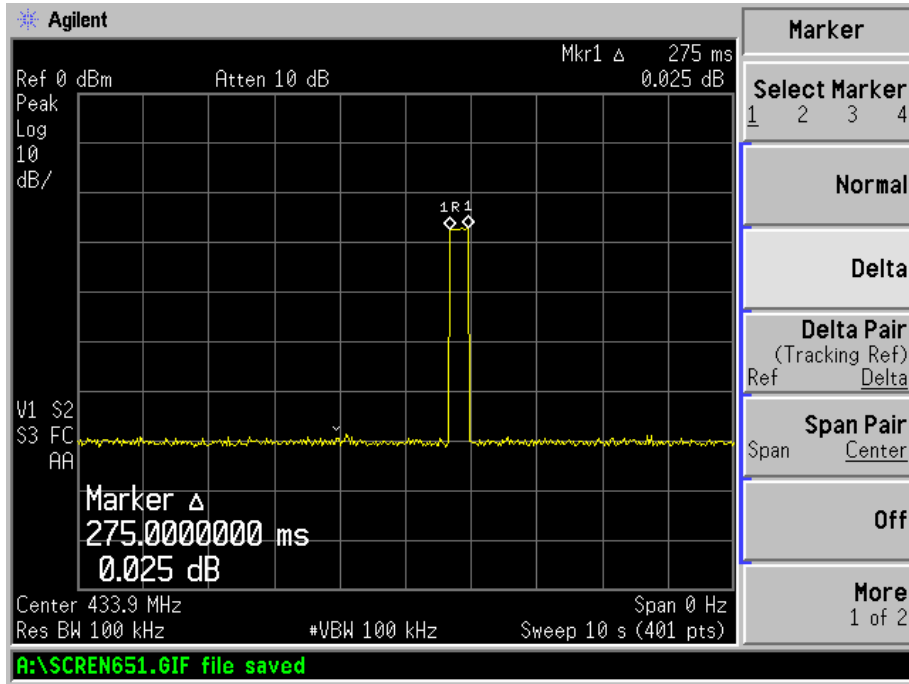 Agilent
Marker
Mkr1 Δ 275 ms
Ref 0 dBm Atten 10 dB 0.025 dB
Peak
Log
10
dB/
1R 1
V1 S2
S3 FC
AA
Marker Δ
275.0000000 ms
0.025 dB
Center 433.9 MHz Span 0 Hz
Res BW 100 kHz #VBW 100 kHz Sweep 10 s (401 pts)
A:\SCREN651.GIF file saved
Select Marker
1 2 3 4
Normal
Delta
Delta Pair
(Tracking Ref)
Ref Delta
Span Pair
Span Center
Off
More
1 of 2